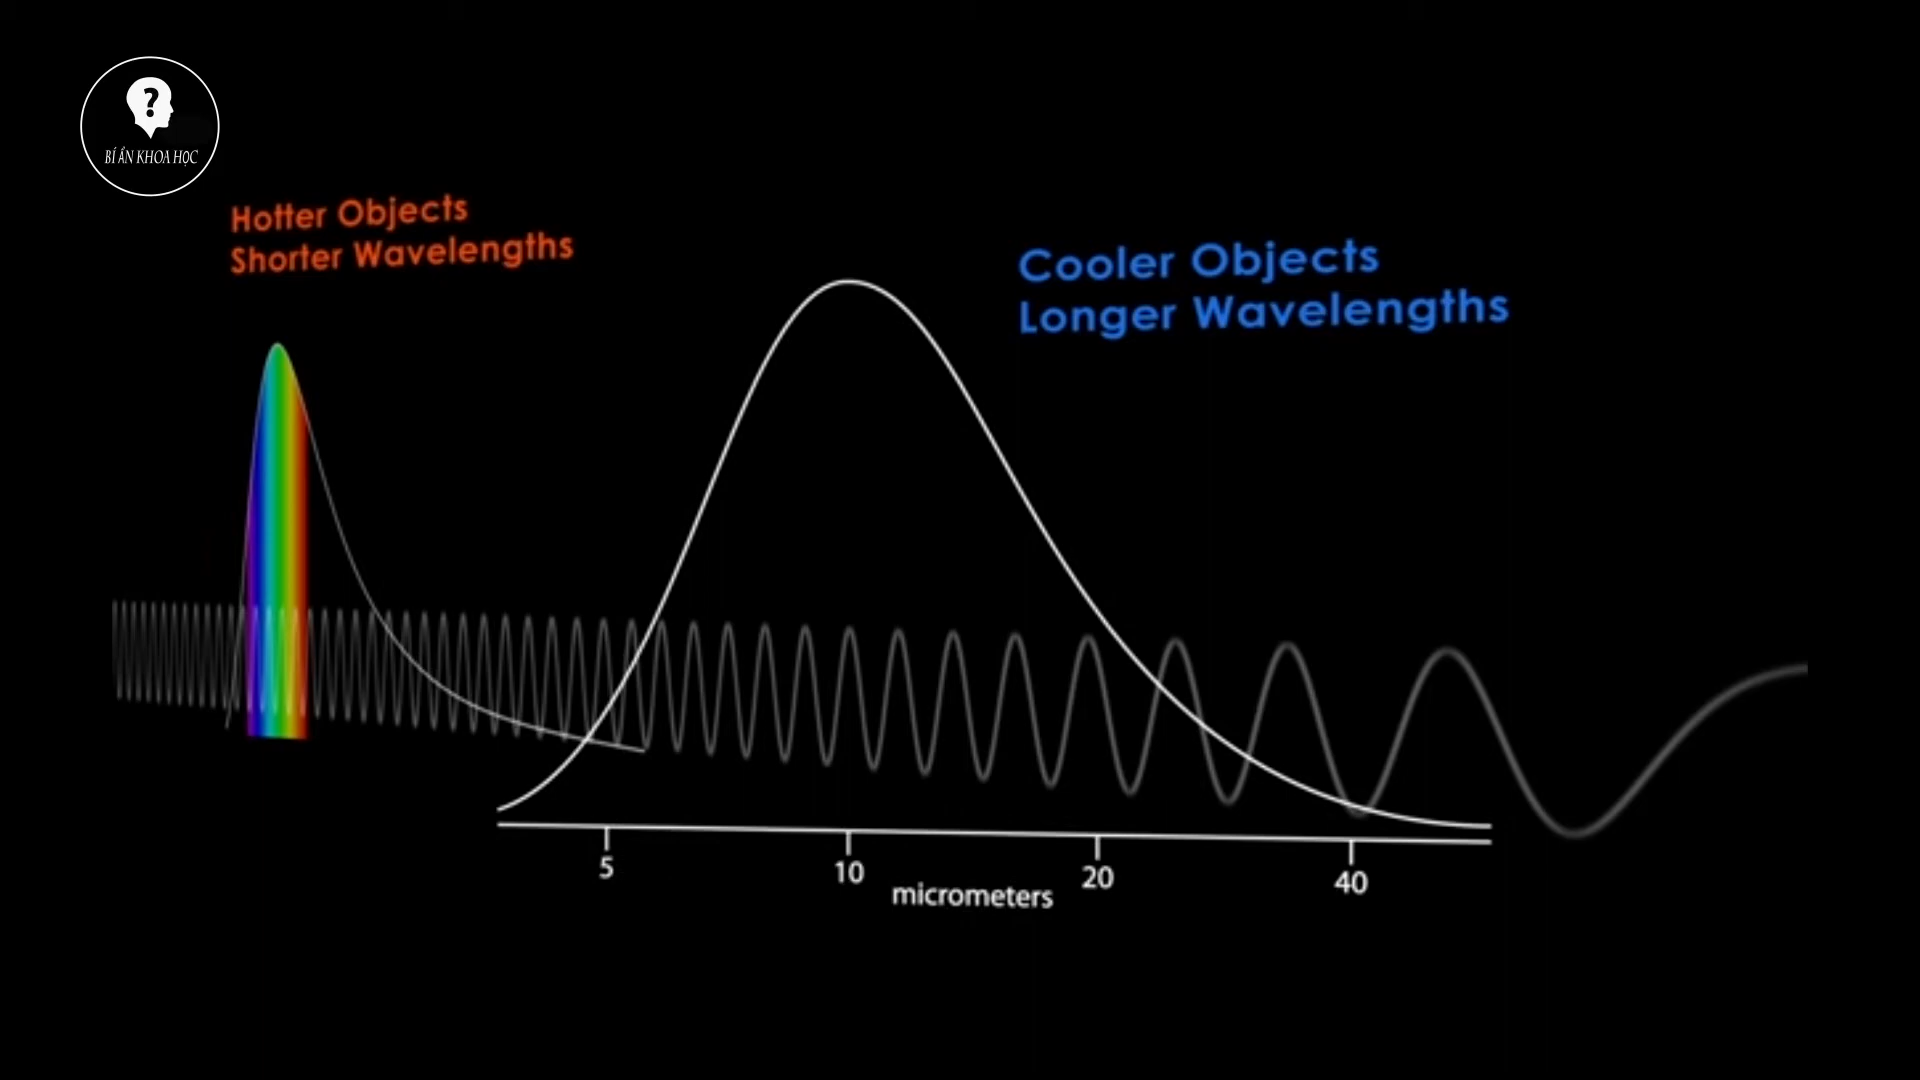 ?
BÍ ẨN KHOA HỌC
Hotter Objects
Shorter Wavelengths
Cooler Objects
Longer Wavelengths
5
10
20
40
micrometers